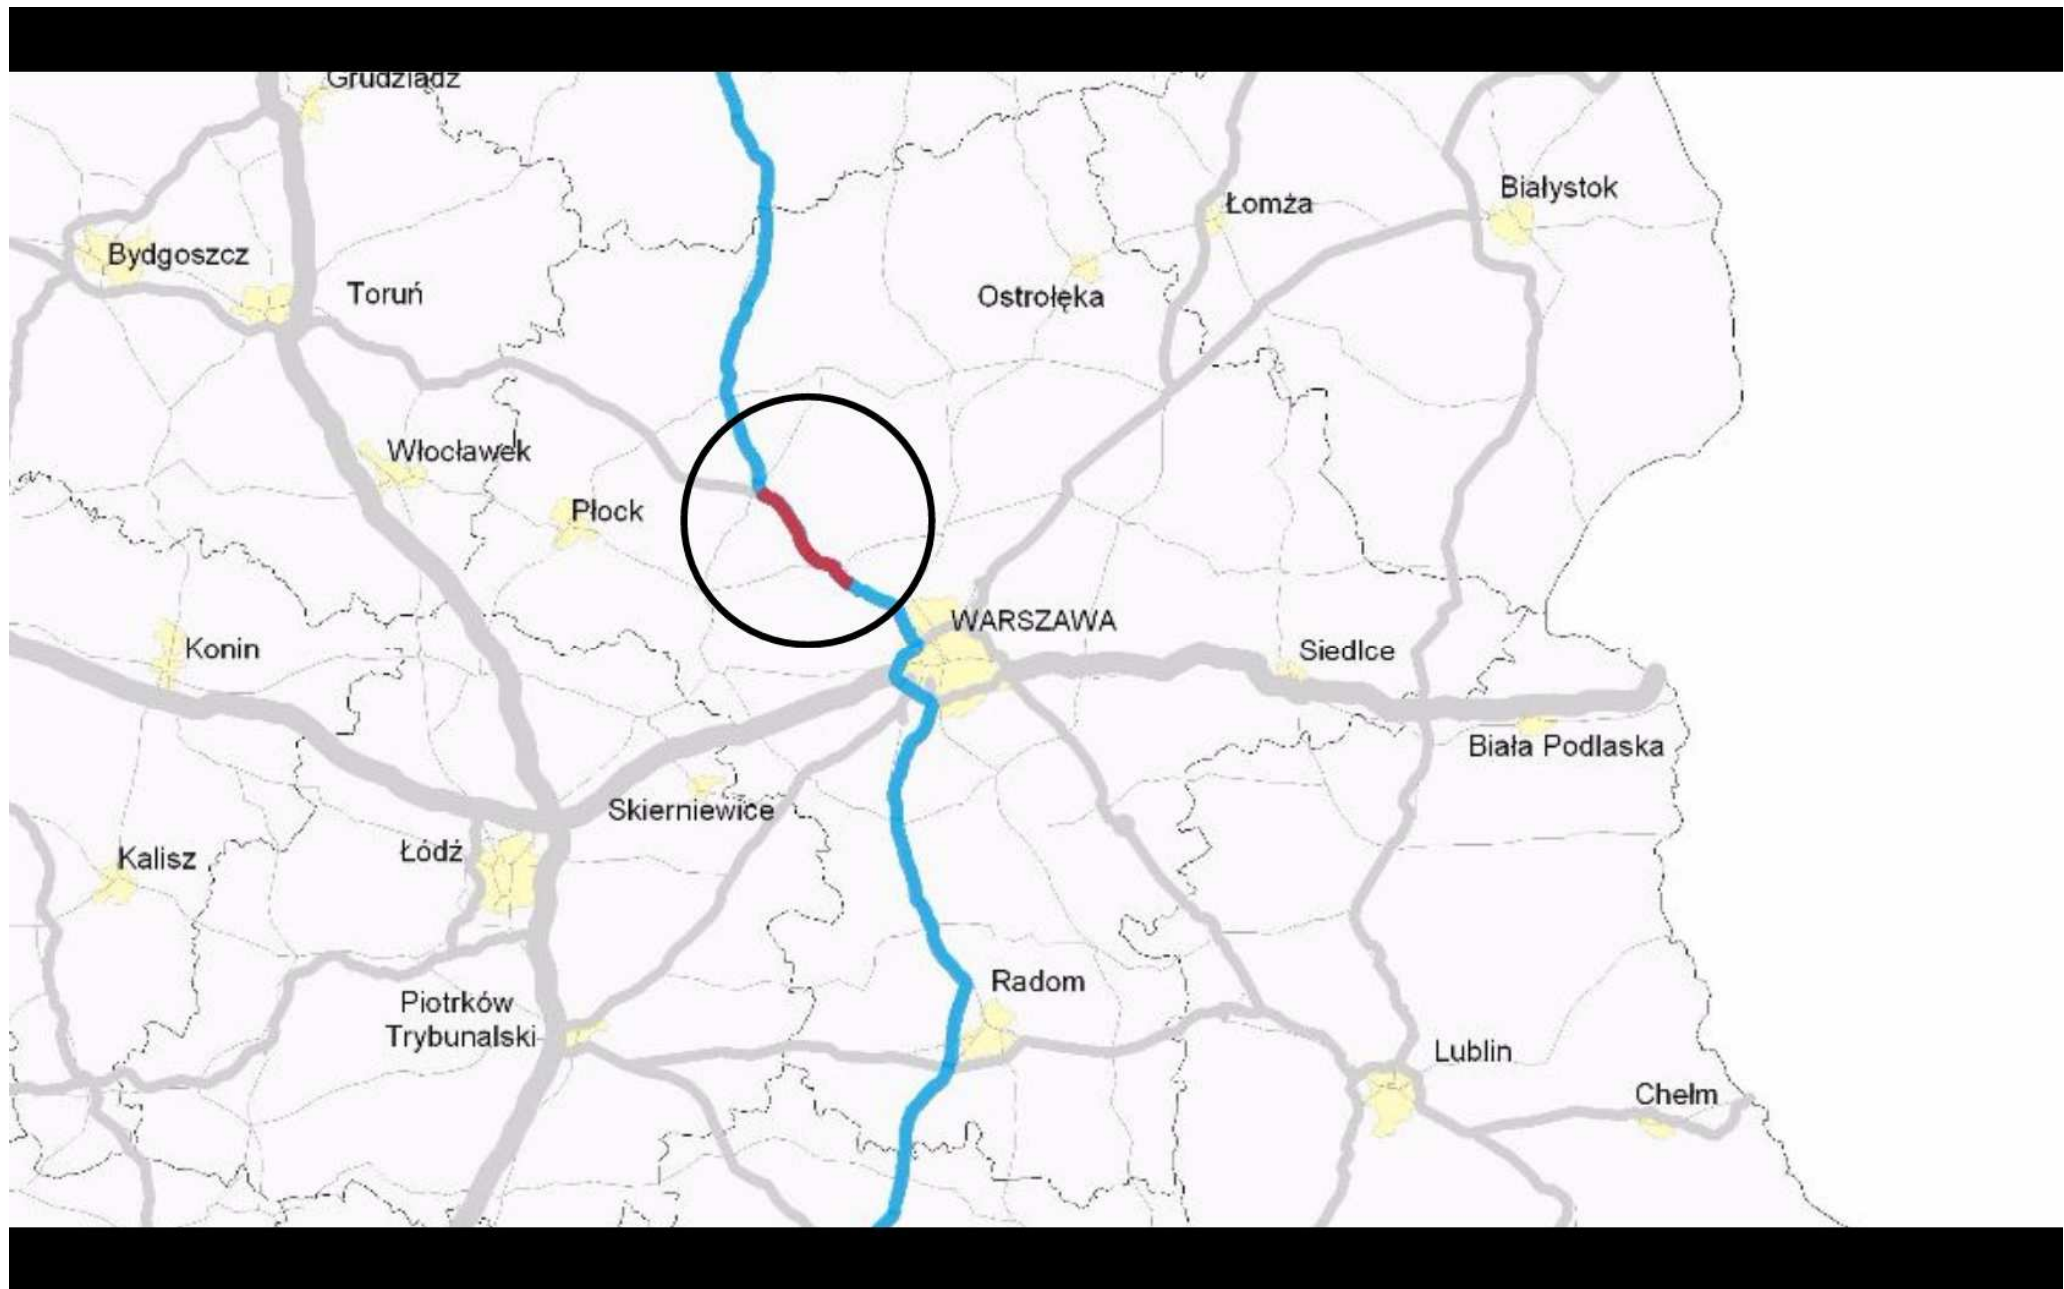 Grudziądz
Białystok
Łomża
Bydgoszcz
Toruń
Ostrołęka
Włocławek
Płock
WARSZAWA
Konin
Siedlce
Biała Podlaska
Skierniewice
Łódź
Kalisz
Radom
Piotrków
Trybunalski
Lublin
Chełm